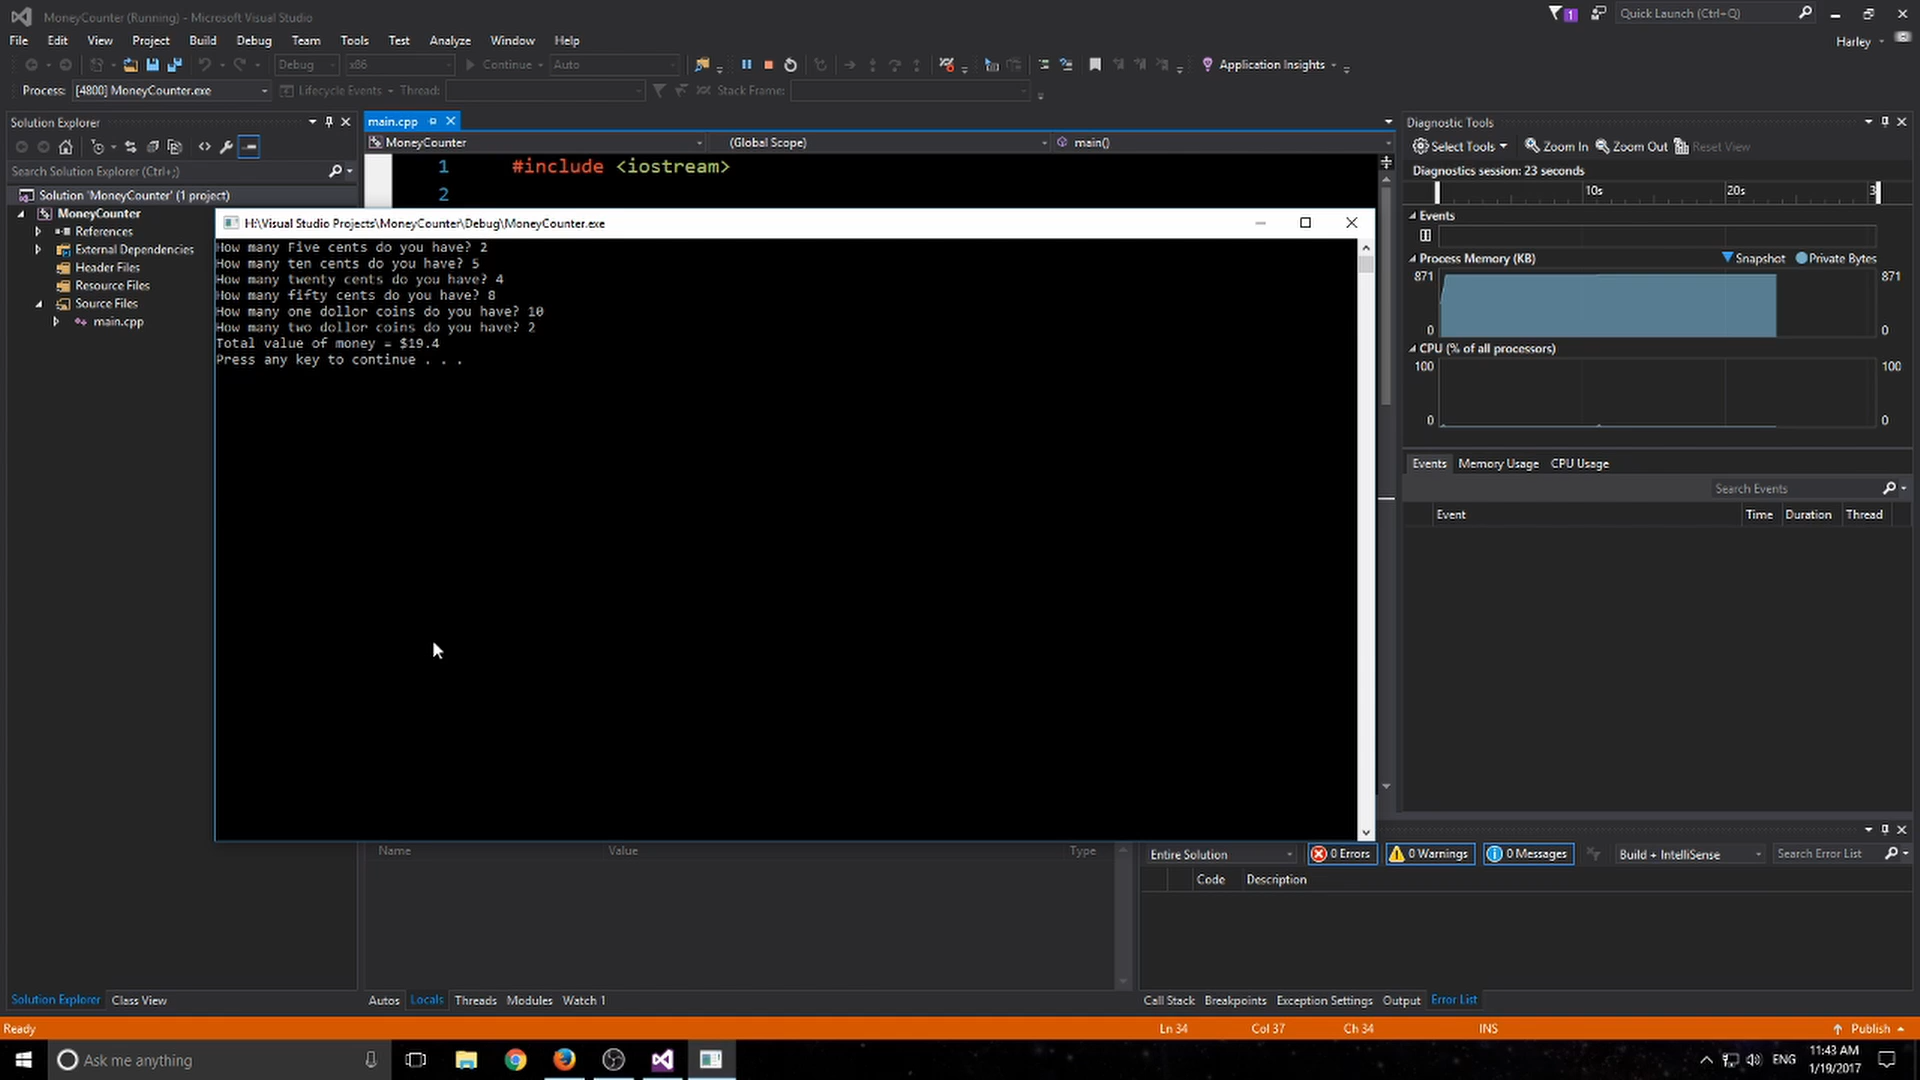 MoneyCounter (Running) - Microsoft Visual Studio
1
Quick Launch (Ctrl+Q)
File Edit View Project Build Debug Team Tools Test Analyze Window Help
Harley
Debug x86 Continue Auto Application Insights
Process: [4800] MoneyCounter.exe Lifecycle Events Thread: Stack Frame:
Solution Explorer
Search Solution Explorer (Ctrl+;)
Solution 'MoneyCounter' (1 project)
MoneyCounter
References
External Dependencies
Header Files
Resource Files
Source Files
main.cpp
main.cpp
MoneyCounter (Global Scope) main()
1 #include <iostream>
2
H:\Visual Studio Projects\MoneyCounter\Debug\MoneyCounter.exe
How many Five cents do you have? 2
How many ten cents do you have? 5
How many twenty cents do you have? 4
How many fifty cents do you have? 8
How many one dollor coins do you have? 10
How many two dollor coins do you have? 2
Total value of money = $19.4
Press any key to continue . . .
Diagnostic Tools
Select Tools Zoom In Zoom Out Reset View
Diagnostics session: 23 seconds
10s 20s 3
Events
Process Memory (KB) Snapshot Private Bytes
871 871
0 0
CPU (% of all processors)
100 100
0 0
Events Memory Usage CPU Usage
Search Events
Event Time Duration Thread
Name Value Type
Entire Solution 0 Errors 0 Warnings 0 Messages Build + IntelliSense Search Error List
Code Description
Solution Explorer Class View
Autos Locals Threads Modules Watch 1
Call Stack Breakpoints Exception Settings Output Error List
Ready Ln 34 Col 37 Ch 34 INS Publish
Ask me anything
ENG
11:43 AM
1/19/2017